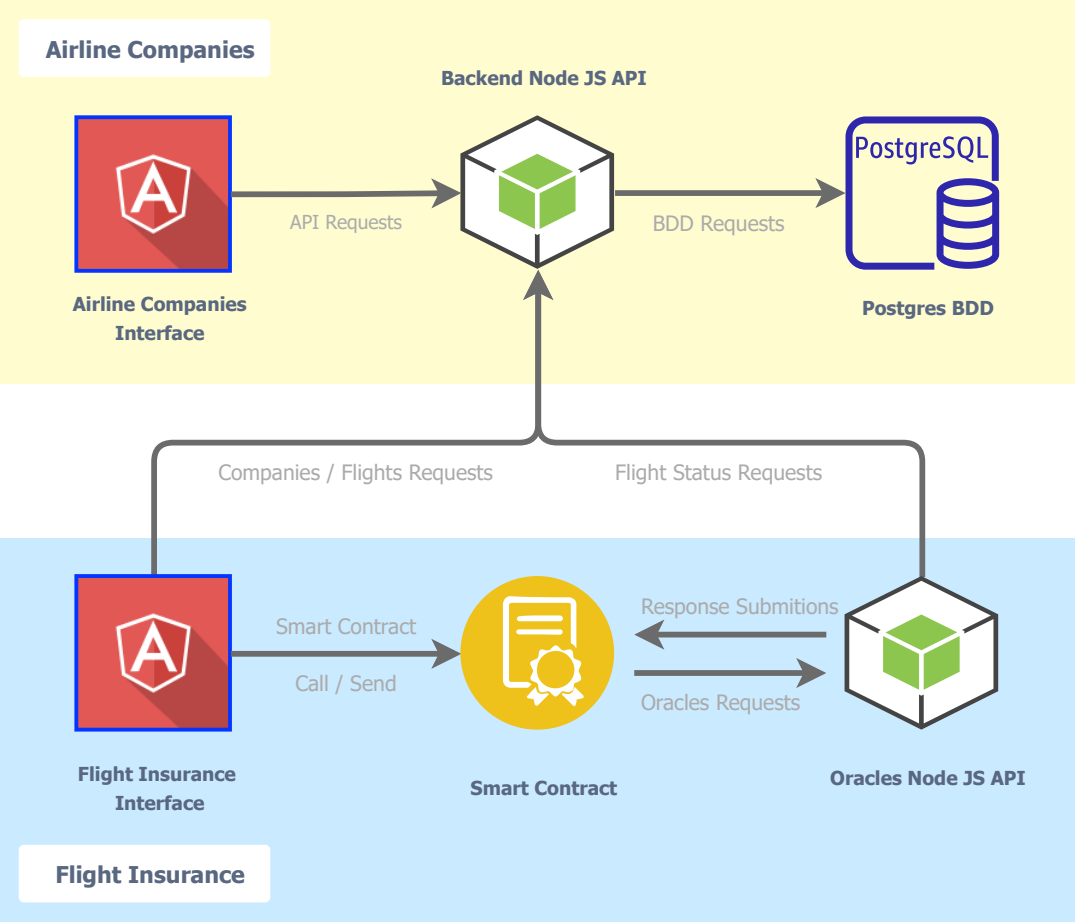 Airline Companies
Backend Node JS API
PostgreSQL
API Requests
BDD Requests
Airline Companies
Interface
Postgres BDD
Companies / Flights Requests
Flight Status Requests
Smart Contract
Call / Send
Response Submitions
Oracles Requests
Flight Insurance
Interface
Smart Contract
Oracles Node JS API
Flight Insurance